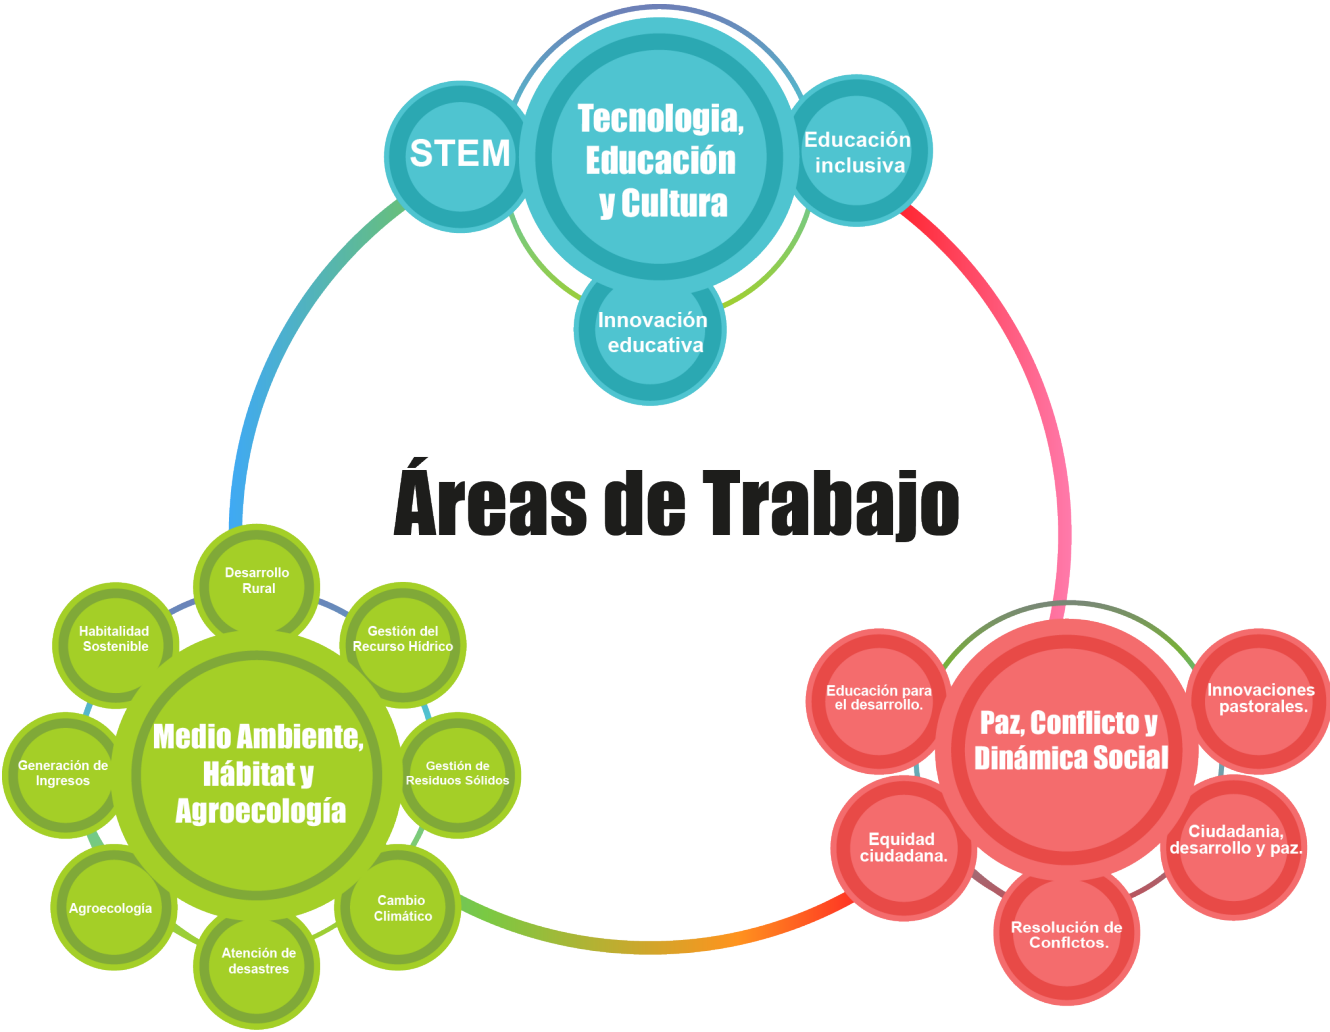 Tecnologia,
Educación
y Cultura
STEM
Educación
inclusiva
Innovación
educativa
Áreas de Trabajo
Desarrollo
Rural
Habitalidad
Sostenible
Gestión del
Recurso Hídrico
Medio Ambiente,
Hábitat y
Agroecología
Generación de
Ingresos
Gestión de
Residuos Sólidos
Agroecologia
Cambio
Climático
Atención de
desastres
Paz, Conflicto y
Dinámica Social
Educación para
el desarrollo.
Innovaciones
pastorales.
Equidad
ciudadana.
Ciudadania,
desarrollo y paz.
Resolución de
Conflctos.